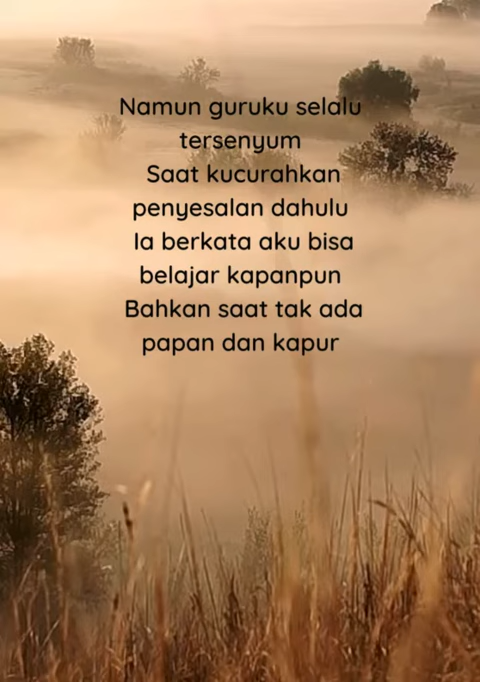 Namun guruku selalu
tersenyum
Saat kucurahkan
penyesalan dahulu
Ia berkata aku bisa
belajar kapanpun
Bahkan saat tak ada
papan dan kapur